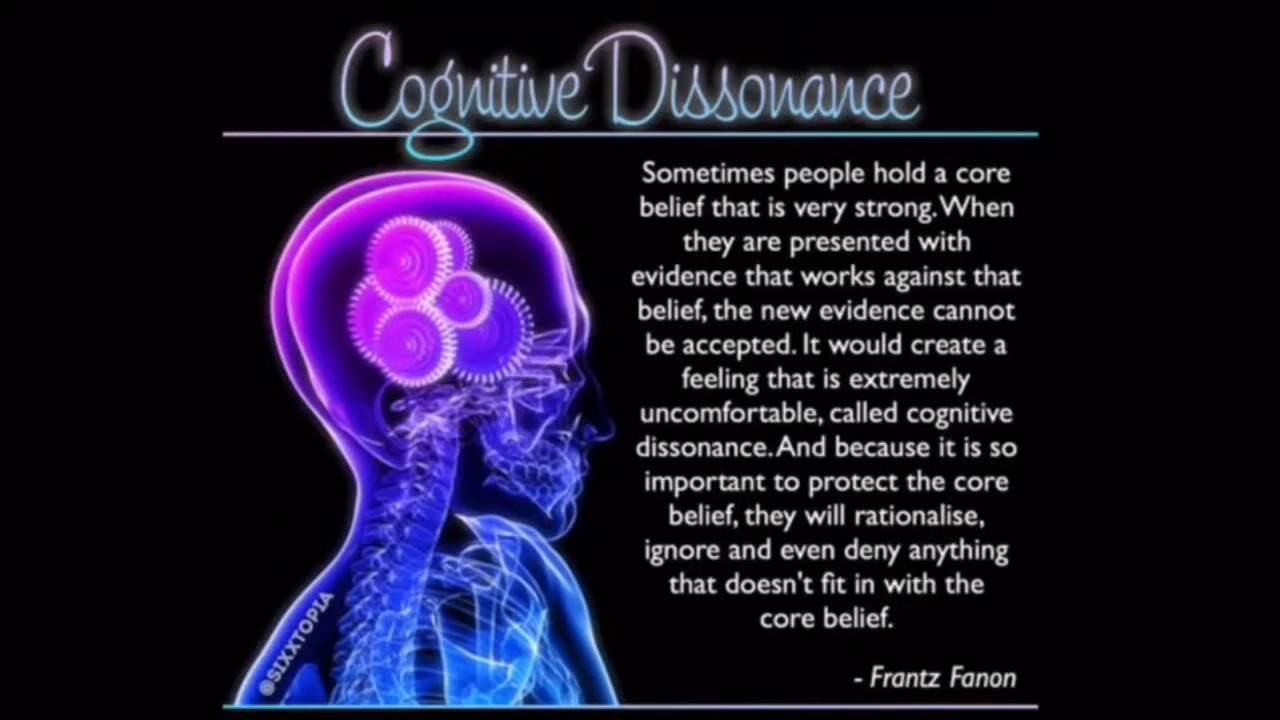 Cognitive Dissonance
Sometimes people hold a core
belief that is very strong. When
they are presented with
evidence that works against that
belief, the new evidence cannot
be accepted. It would create a
feeling that is extremely
uncomfortable, called cognitive
dissonance. And because it is so
important to protect the core
belief, they will rationalise,
ignore and even deny anything
that doesn't fit in with the
core belief.
- Frantz Fanon
@SIXXTOPIA